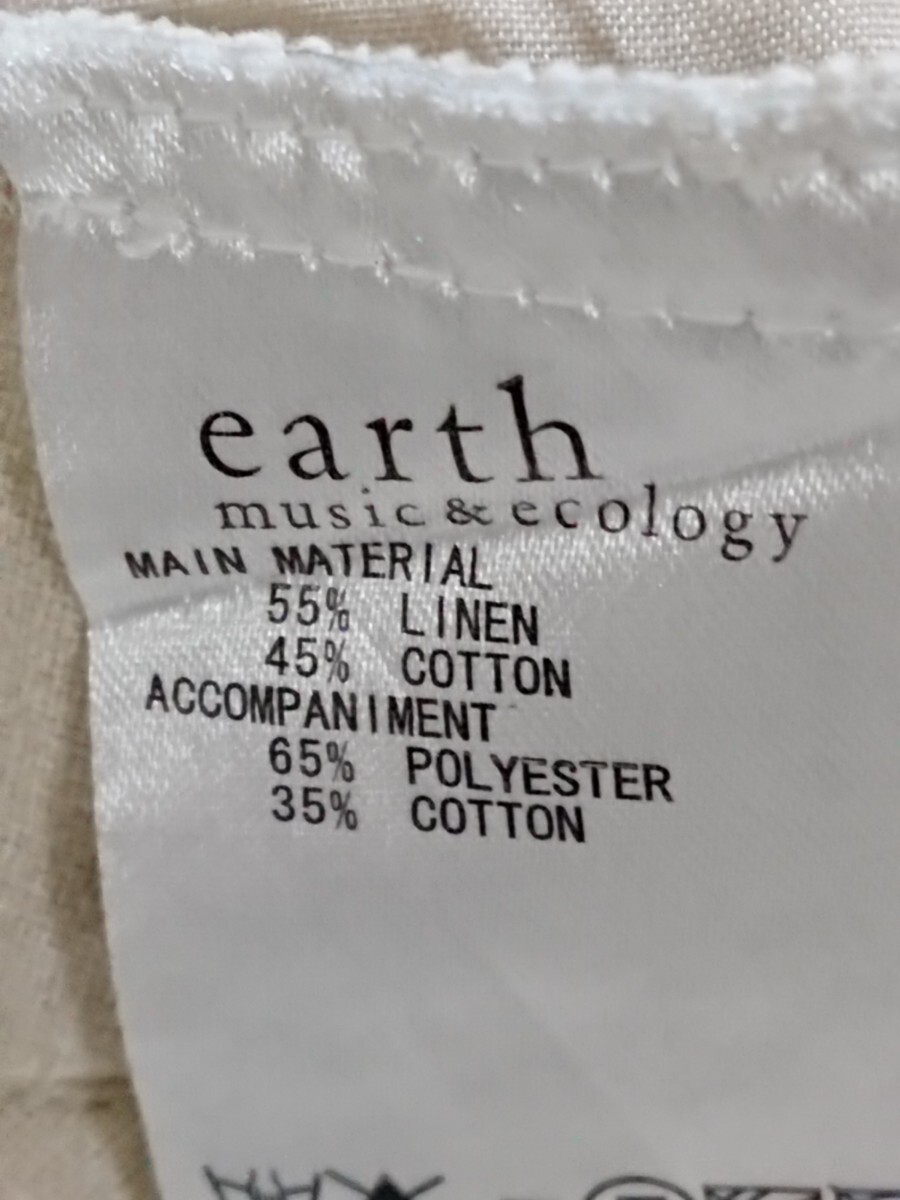 earth
music & ecology
MAIN MATERIAL
55% LINEN
45% COTTON
ACCOMPANIMENT
65% POLYESTER
35% COTTON